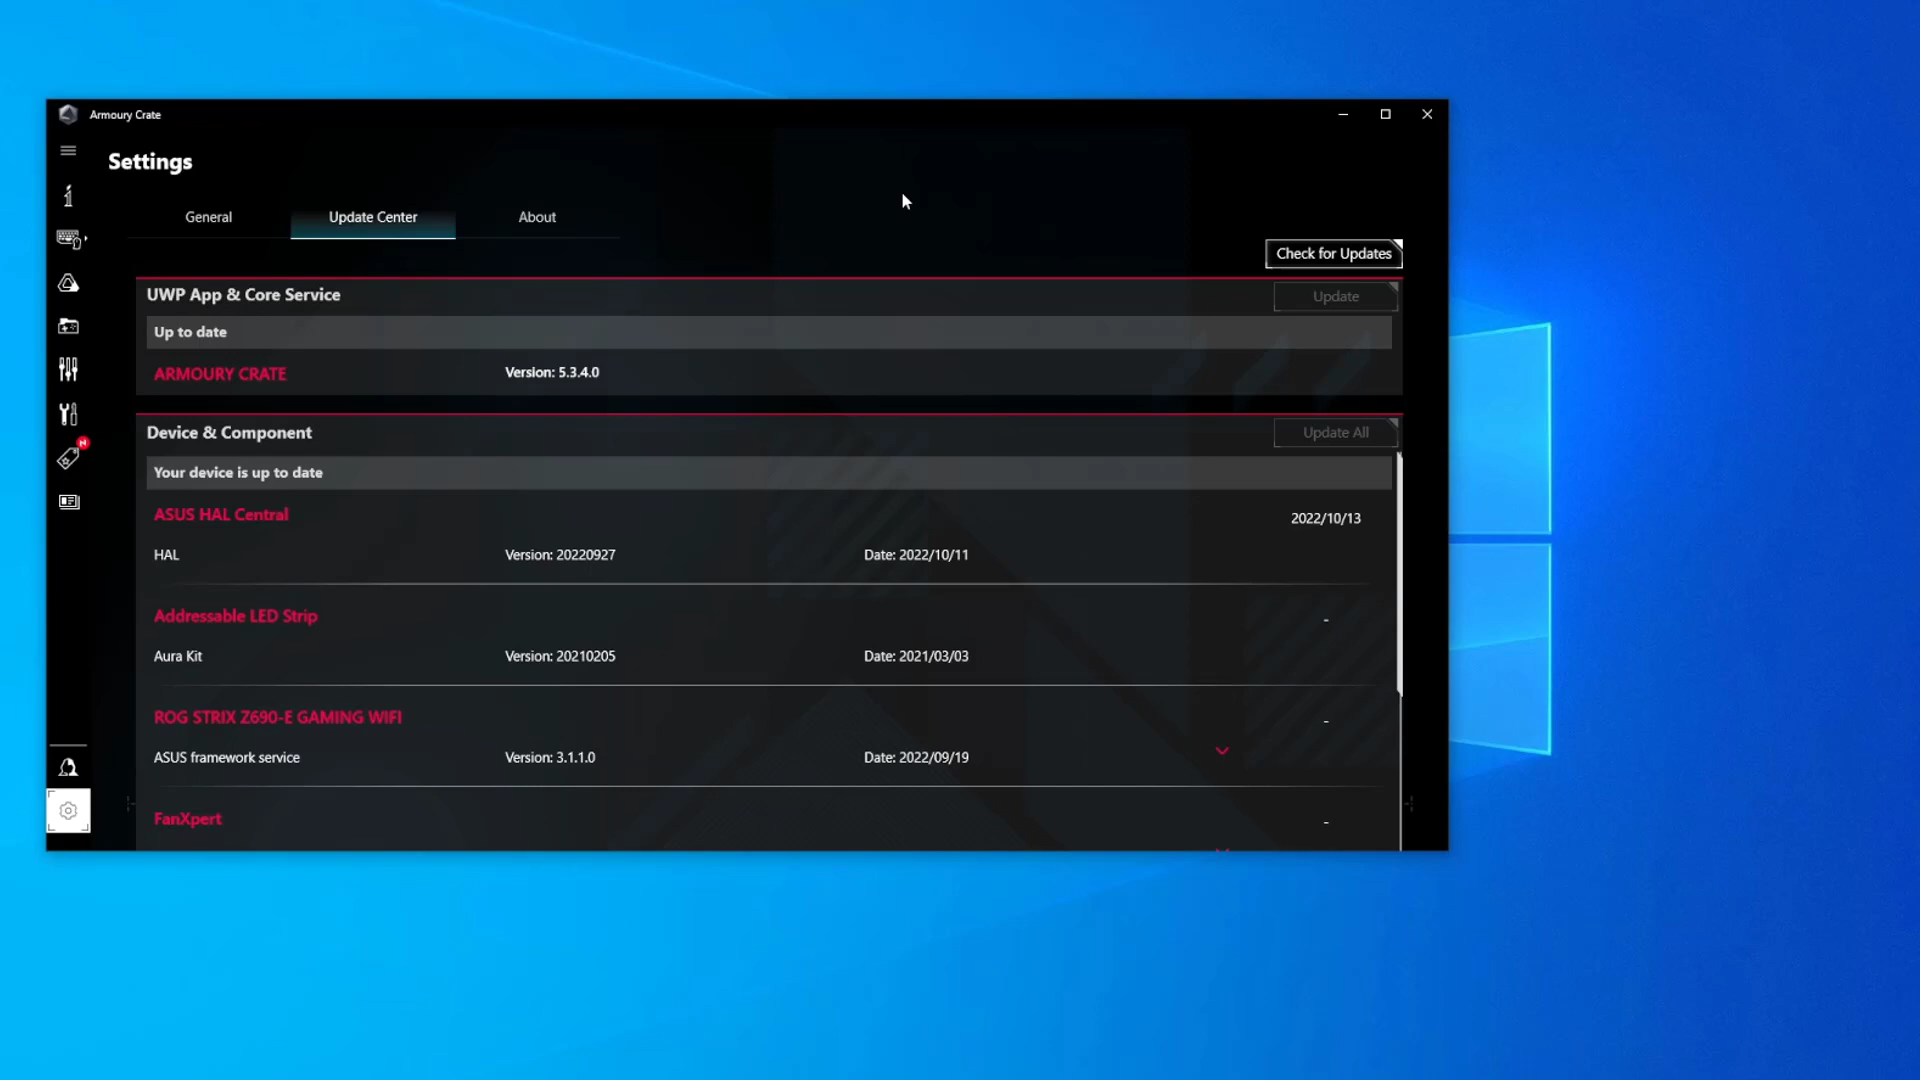 Armoury Crate
Settings
General
Update Center
About
Check for Updates
UWP App & Core Service
Update
Up to date
ARMOURY CRATE
Version: 5.3.4.0
Device & Component
Update All
Your device is up to date
ASUS HAL Central
2022/10/13
HAL
Version: 20220927
Date: 2022/10/11
Addressable LED Strip
-
Aura Kit
Version: 20210205
Date: 2021/03/03
ROG STRIX Z690-E GAMING WIFI
-
ASUS framework service
Version: 3.1.1.0
Date: 2022/09/19
FanXpert
-
N